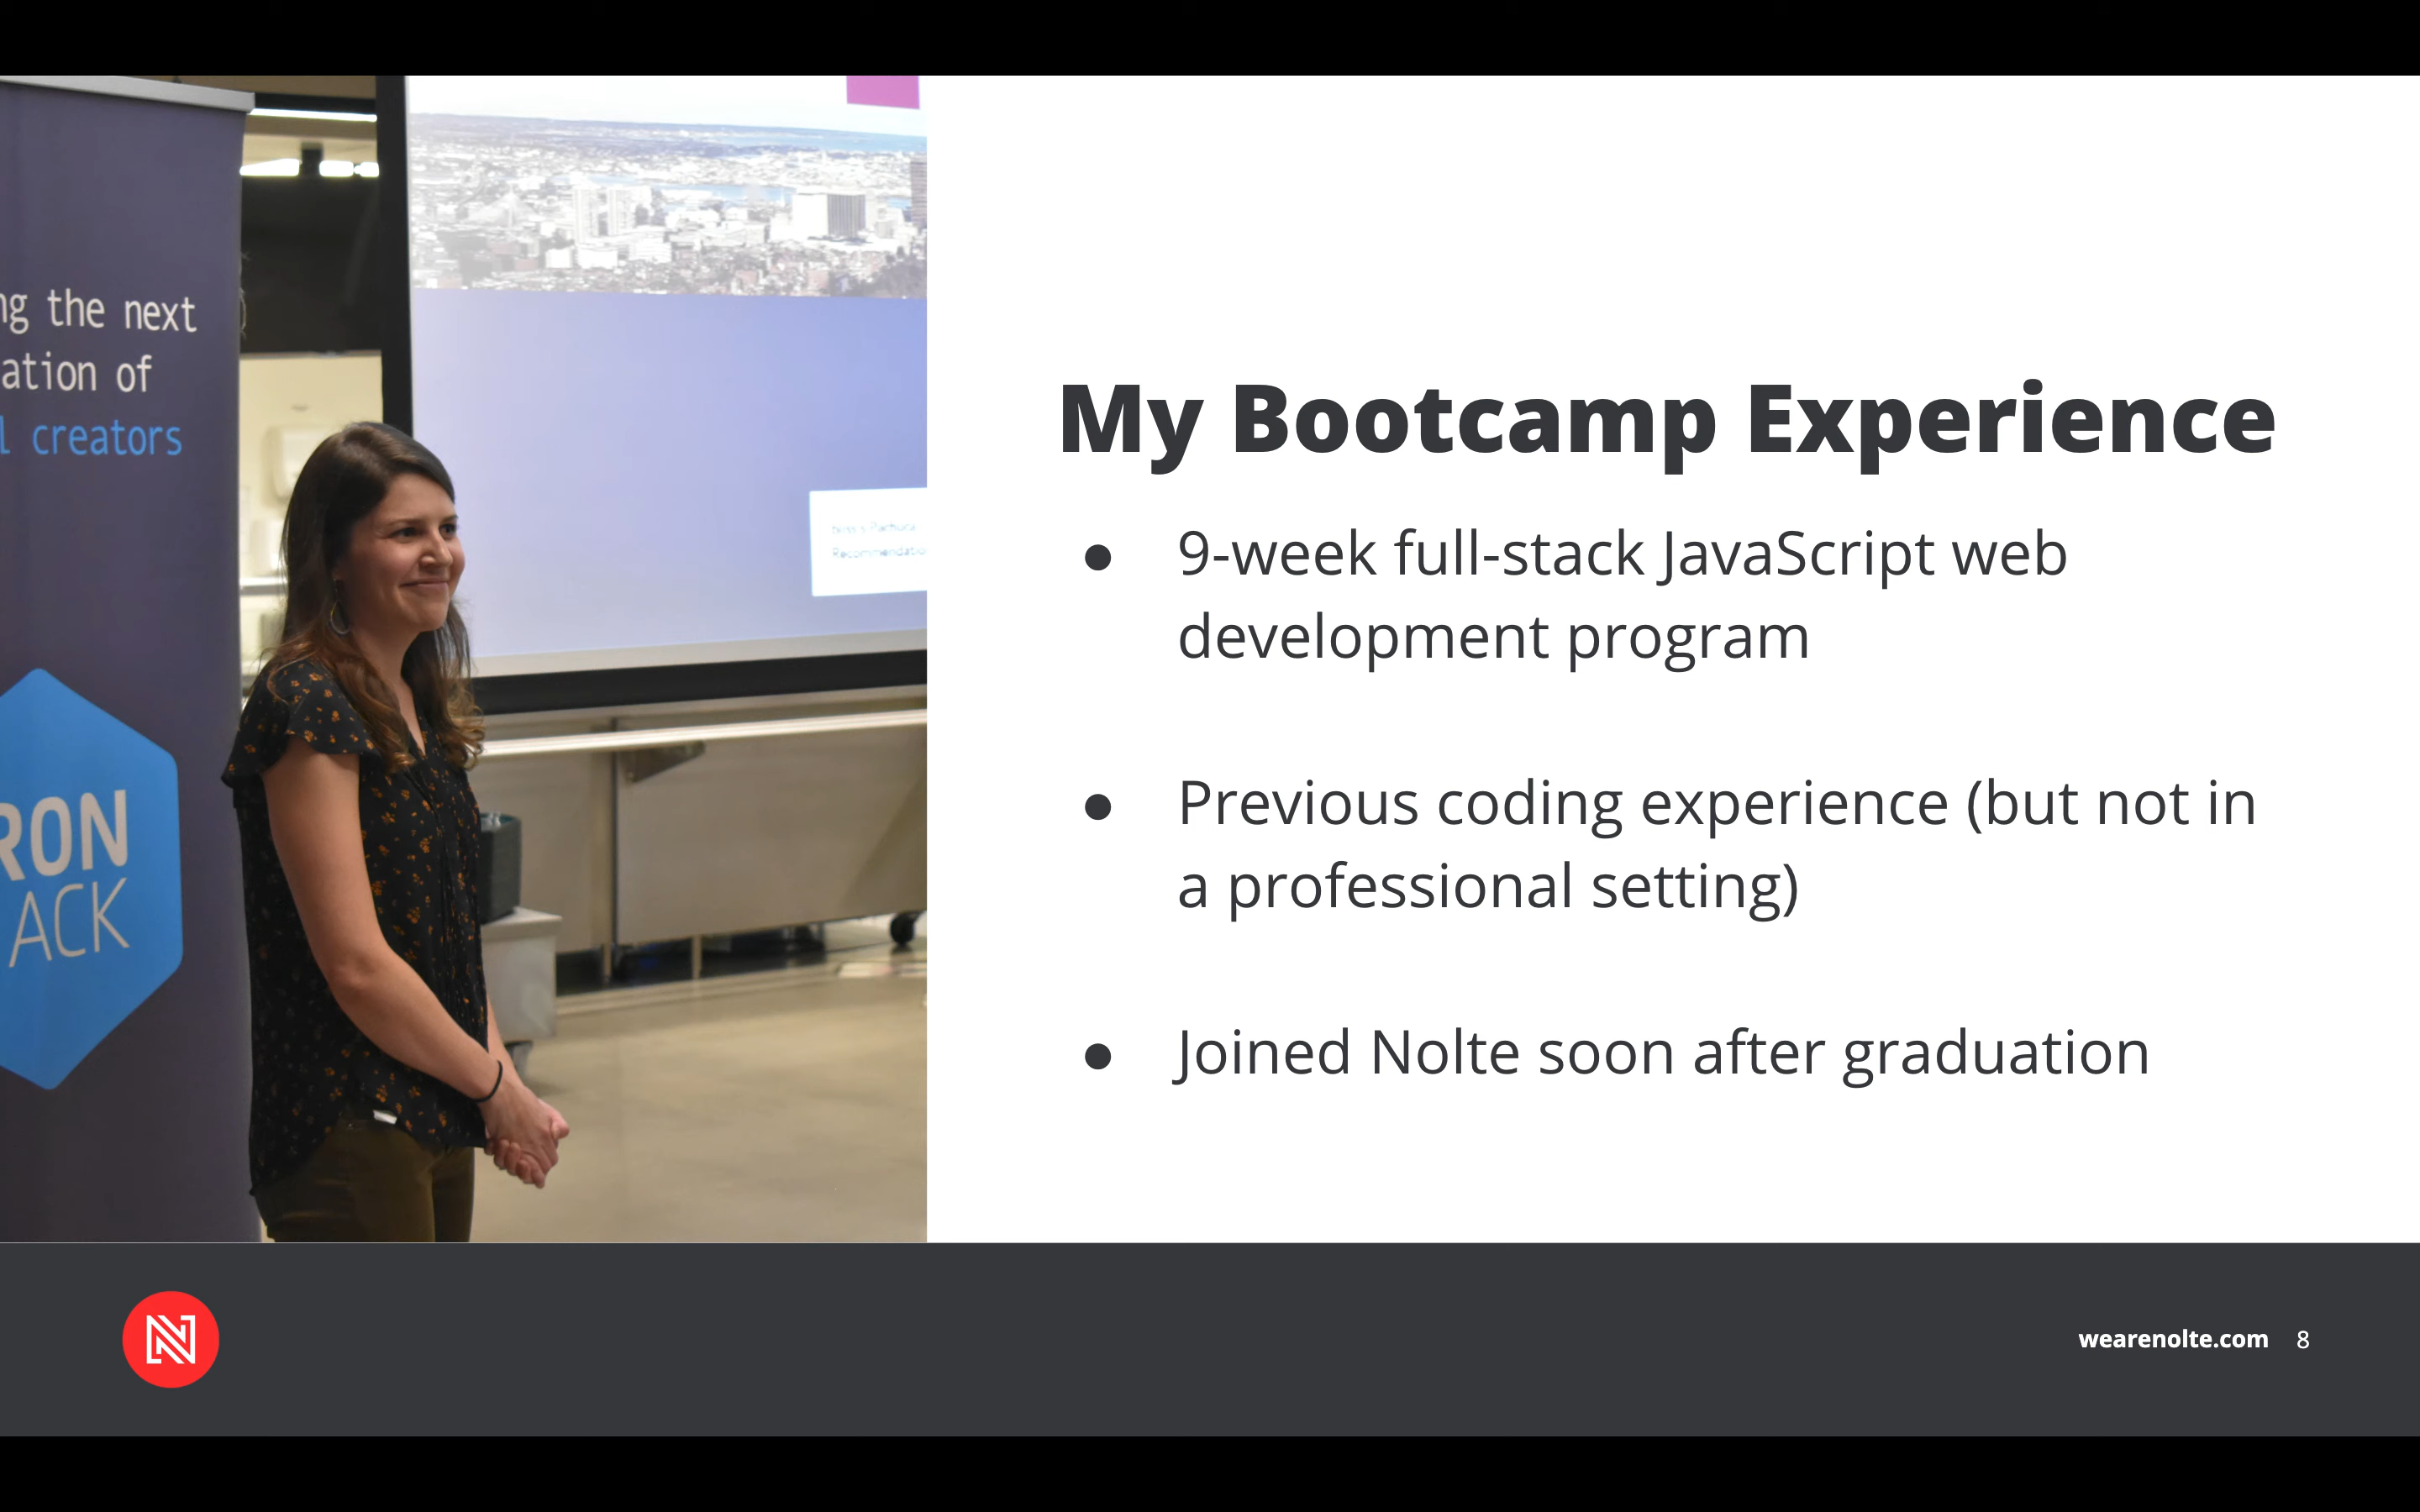 ng the next
ation of
l creators
RON
ACK
Recommendatio
My Bootcamp Experience
● 9-week full-stack JavaScript web
development program
● Previous coding experience (but not in
a professional setting)
● Joined Nolte soon after graduation
N
wearenolte.com 8